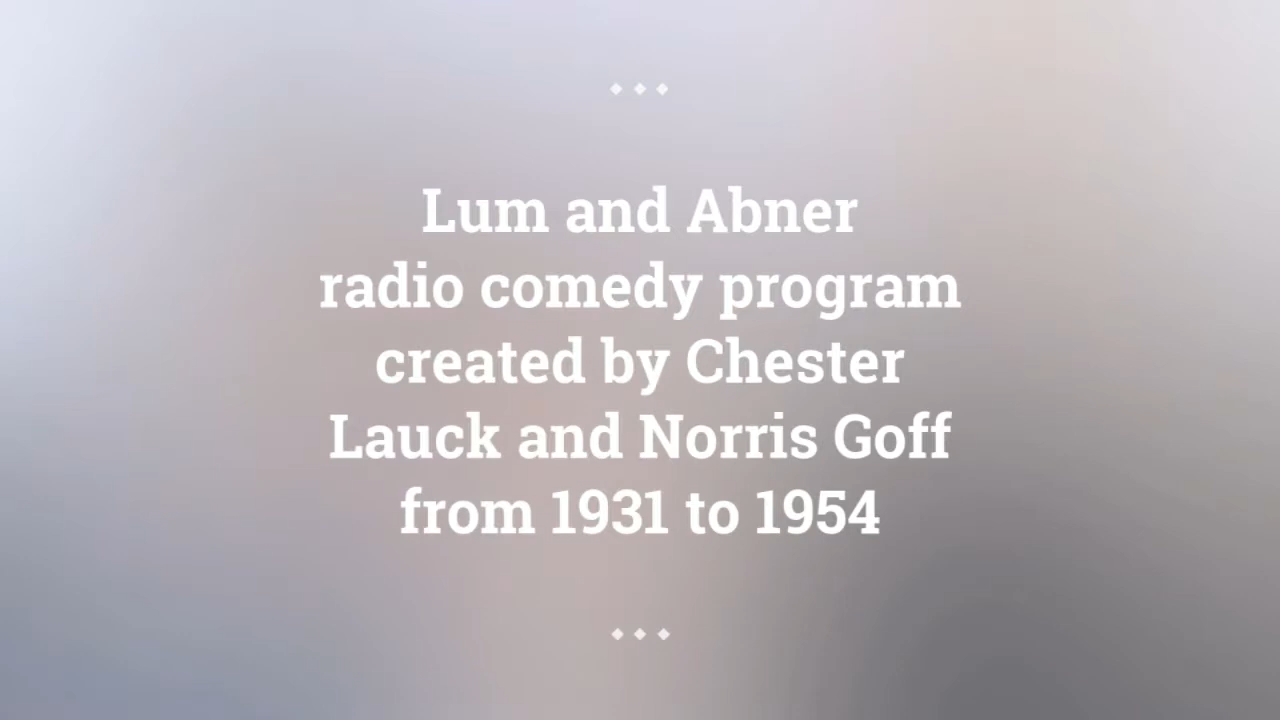 Lum and Abner
radio comedy program
created by Chester
Lauck and Norris Goff
from 1931 to 1954